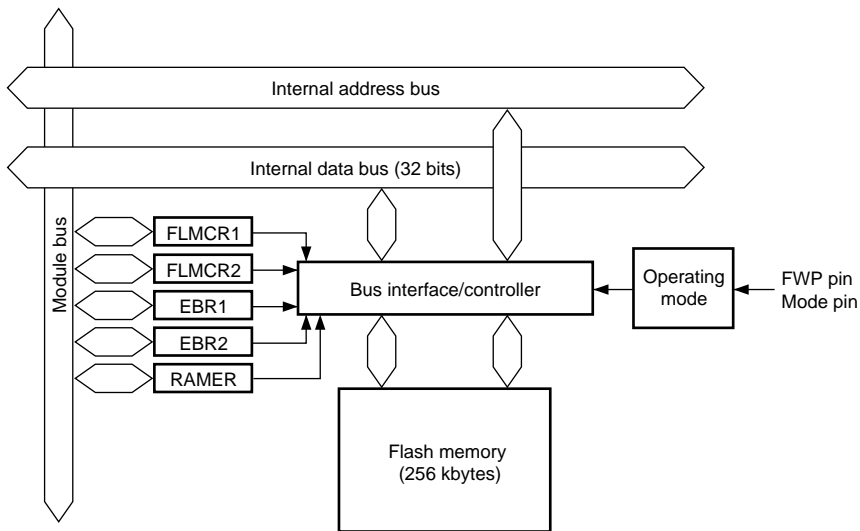 Internal address bus
Internal data bus (32 bits)
Module bus
FLMCR1
FLMCR2
EBR1
EBR2
RAMER
Bus interface/controller
Operating
mode
FWP pin
Mode pin
Flash memory
(256 kbytes)